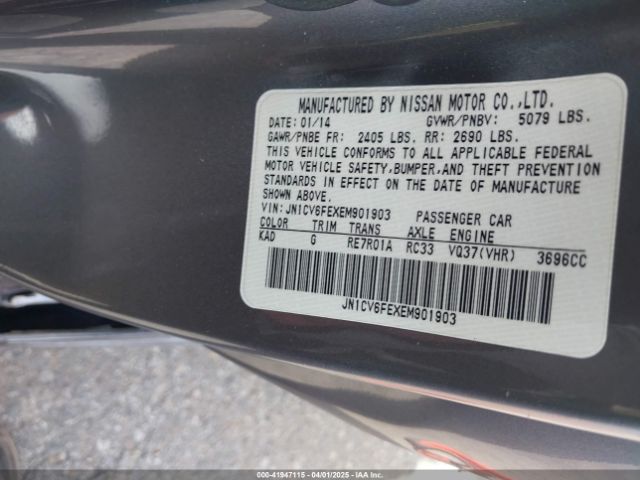 MANUFACTURED BY NISSAN MOTOR CO.,LTD.
DATE: 01/14 GVWR/PNBV: 5079 LBS.
GAWR/PNBE FR: 2405 LBS. RR: 2690 LBS.
THIS VEHICLE CONFORMS TO ALL APPLICABLE FEDERAL
MOTOR VEHICLE SAFETY,BUMPER,AND THEFT PREVENTION
STANDARDS IN EFFECT ON THE DATE OF MANUFACTURE
SHOWN ABOVE.
VIN: JN1CV6FEXEM901903 PASSENGER CAR
COLOR TRIM TRANS AXLE ENGINE
KAD G RE7R01A RC33 VQ37(VHR) 3696CC
JN1CV6FEXEM901903
000-41947115 - 04/01/2025 - IAAI.com